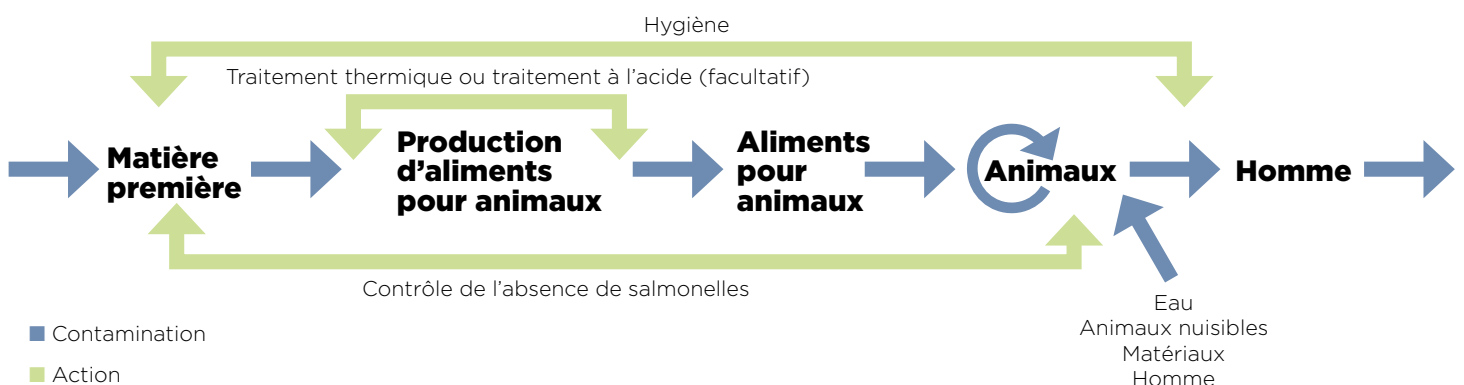 Hygiène
Traitement thermique ou traitement à l’acide (facultatif)
Matière
première
Production
d’aliments
pour animaux
Aliments
pour
animaux
Animaux
Homme
Contrôle de l’absence de salmonelles
Eau
Animaux nuisibles
Matériaux
Homme
Contamination
Action